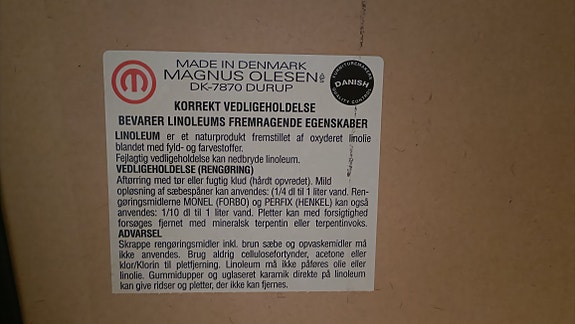 MADE IN DENMARK
MAGNUS OLESEN
DK-7870 DURUP
FURNITUREMAKERS
DANISH
QUALITY CONTROL
KORREKT VEDLIGEHOLDELSE
BEVARER LINOLEUMS FREMRAGENDE EGENSKABER
LINOLEUM er et naturprodukt fremstillet af oxyderet linolie
blandet med fyld- og farvestoffer.
Fejlagtig vedligeholdelse kan nedbryde linoleum.
VEDLIGEHOLDELSE (RENGØRING)
Aftørring med tør eller fugtig klud (hårdt opvredet). Mild
opløsning af sæbespåner kan anvendes: (1/4 dl til 1 liter vand. Ren-
gøringsmidlerne MONEL (FORBO) og PERFIX (HENKEL) kan også
anvendes: 1/10 dl til 1 liter vand. Pletter kan med forsigtighed
forsøges fjernet med mineralsk terpentin eller terpentinvoks.
ADVARSEL
Skrappe rengøringsmidler inkl. brun sæbe og opvaskemidler må
ikke anvendes. Brug aldrig cellulosefortynder, acetone eller
klor/Klorin til pletfjerning. Linoleum må ikke påføres olie eller
linolie. Gummidupper og uglaseret karamik direkte på linoleum
kan give ridser og pletter, der ikke kan fjernes.